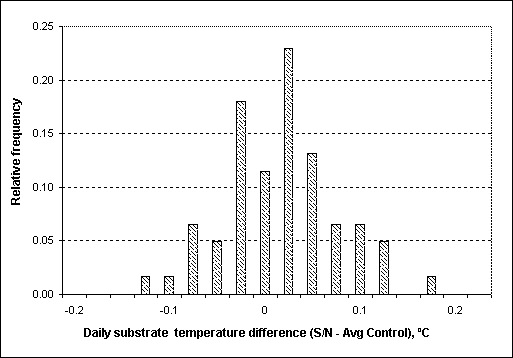 0.25
0.20
0.15
0.10
0.05
0.00
Relative frequency
-0.2 -0.1 0 0.1 0.2
Daily substrate temperature difference (S/N - Avg Control), ºC